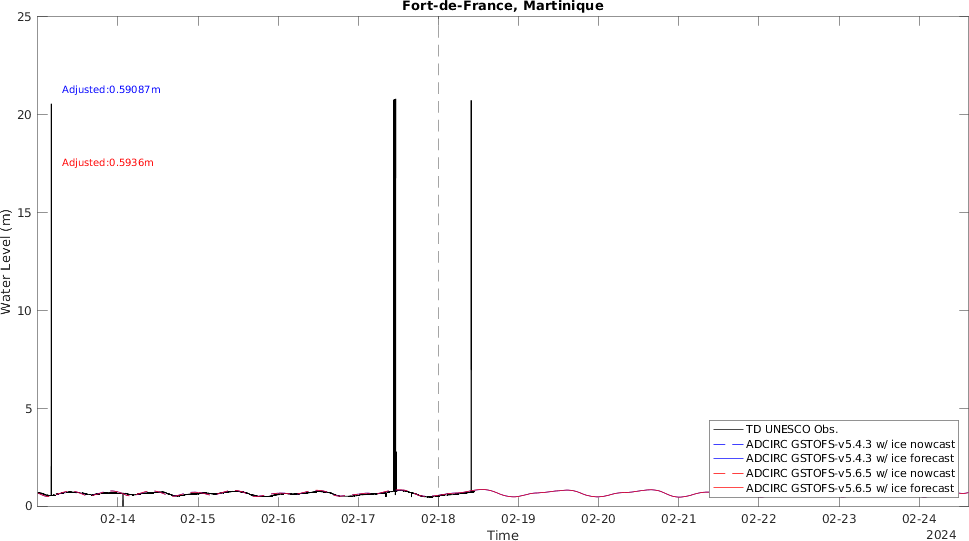 Fort-de-France, Martinique
25
20
15
10
5
0
Water Level (m)
Adjusted:0.59087m
Adjusted:0.5936m
TD UNESCO Obs.
ADCIRC GSTOFS-v5.4.3 w/ ice nowcast
ADCIRC GSTOFS-v5.4.3 w/ ice forecast
ADCIRC GSTOFS-v5.6.5 w/ ice nowcast
ADCIRC GSTOFS-v5.6.5 w/ ice forecast
02-14 02-15 02-16 02-17 02-18 02-19 02-20 02-21 02-22 02-23 02-24
Time
2024